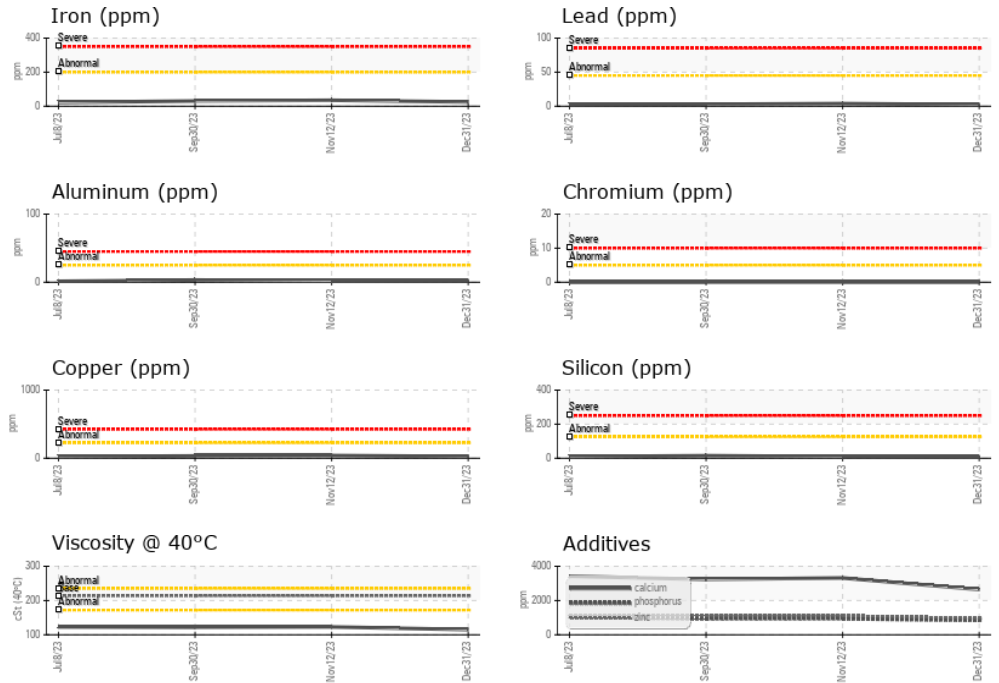 Iron (ppm)
400
200
0
ppm
Severe
Abnormal
Jul8/23
Sep30/23
Nov12/23
Dec31/23
Lead (ppm)
100
50
0
ppm
Severe
Abnormal
Jul8/23
Sep30/23
Nov12/23
Dec31/23
Aluminum (ppm)
100
0
ppm
Severe
Abnormal
Jul8/23
Sep30/23
Nov12/23
Dec31/23
Chromium (ppm)
20
10
0
ppm
Severe
Abnormal
Jul8/23
Sep30/23
Nov12/23
Dec31/23
Copper (ppm)
1000
0
ppm
Severe
Abnormal
Jul8/23
Sep30/23
Nov12/23
Dec31/23
Silicon (ppm)
400
200
0
ppm
Severe
Abnormal
Jul8/23
Sep30/23
Nov12/23
Dec31/23
Viscosity @ 40°C
300
200
100
cSt (40°C)
Abnormal
Base
Abnormal
Jul8/23
Sep30/23
Nov12/23
Dec31/23
Additives
4000
2000
0
ppm
calcium
phosphorus
zinc
Jul8/23
Sep30/23
Nov12/23
Dec31/23